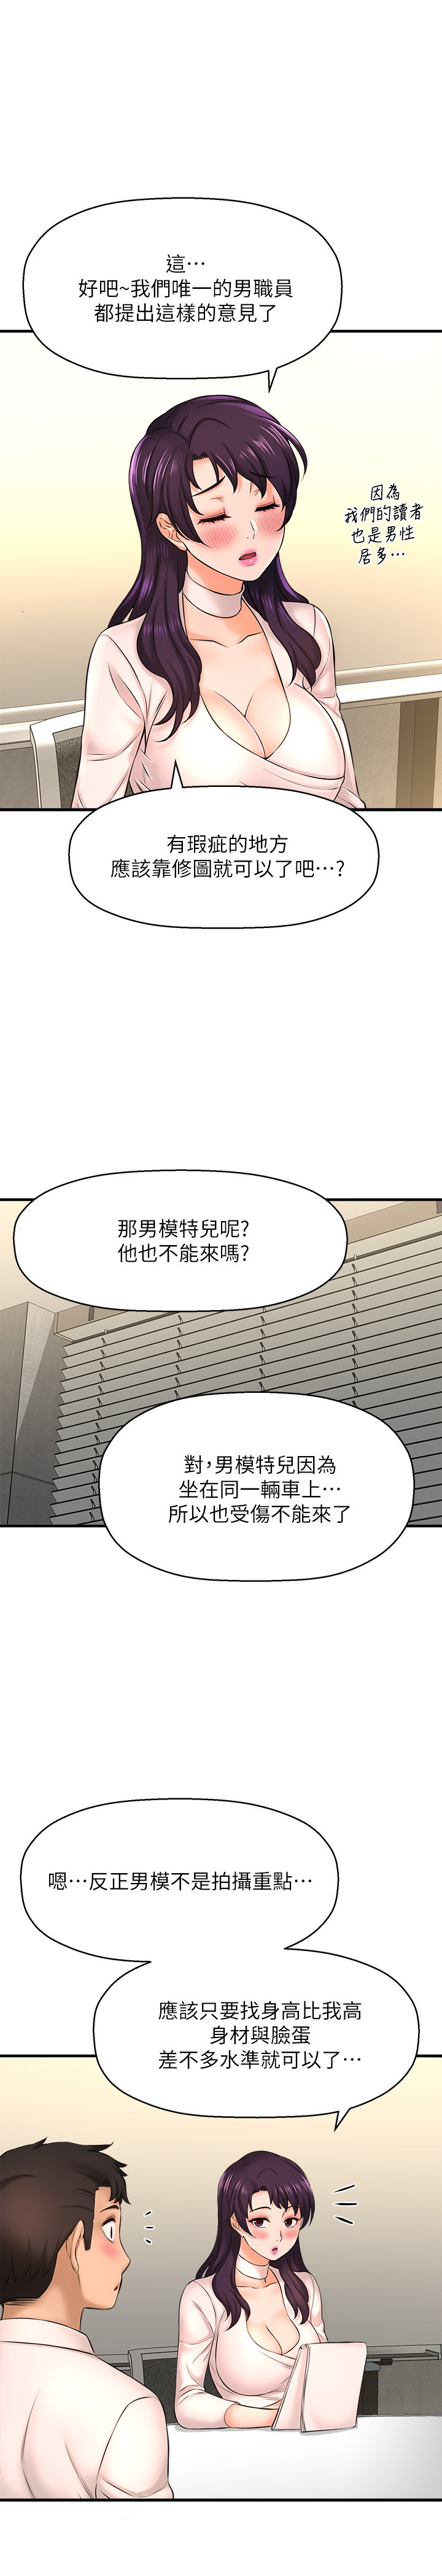 這⋯
好吧~我們唯一的男職員
都提出這樣的意見了
因為
我們的讀者
也是男性
居多⋯
有瑕疵的地方
應該靠修圖就可以了吧⋯?
那男模特兒呢?
他也不能來嗎?
對,男模特兒因為
坐在同一輛車上⋯
所以也受傷不能來了
嗯⋯反正男模不是拍攝重點⋯
應該只要找身高比我高
身材與臉蛋
差不多水準就可以了⋯